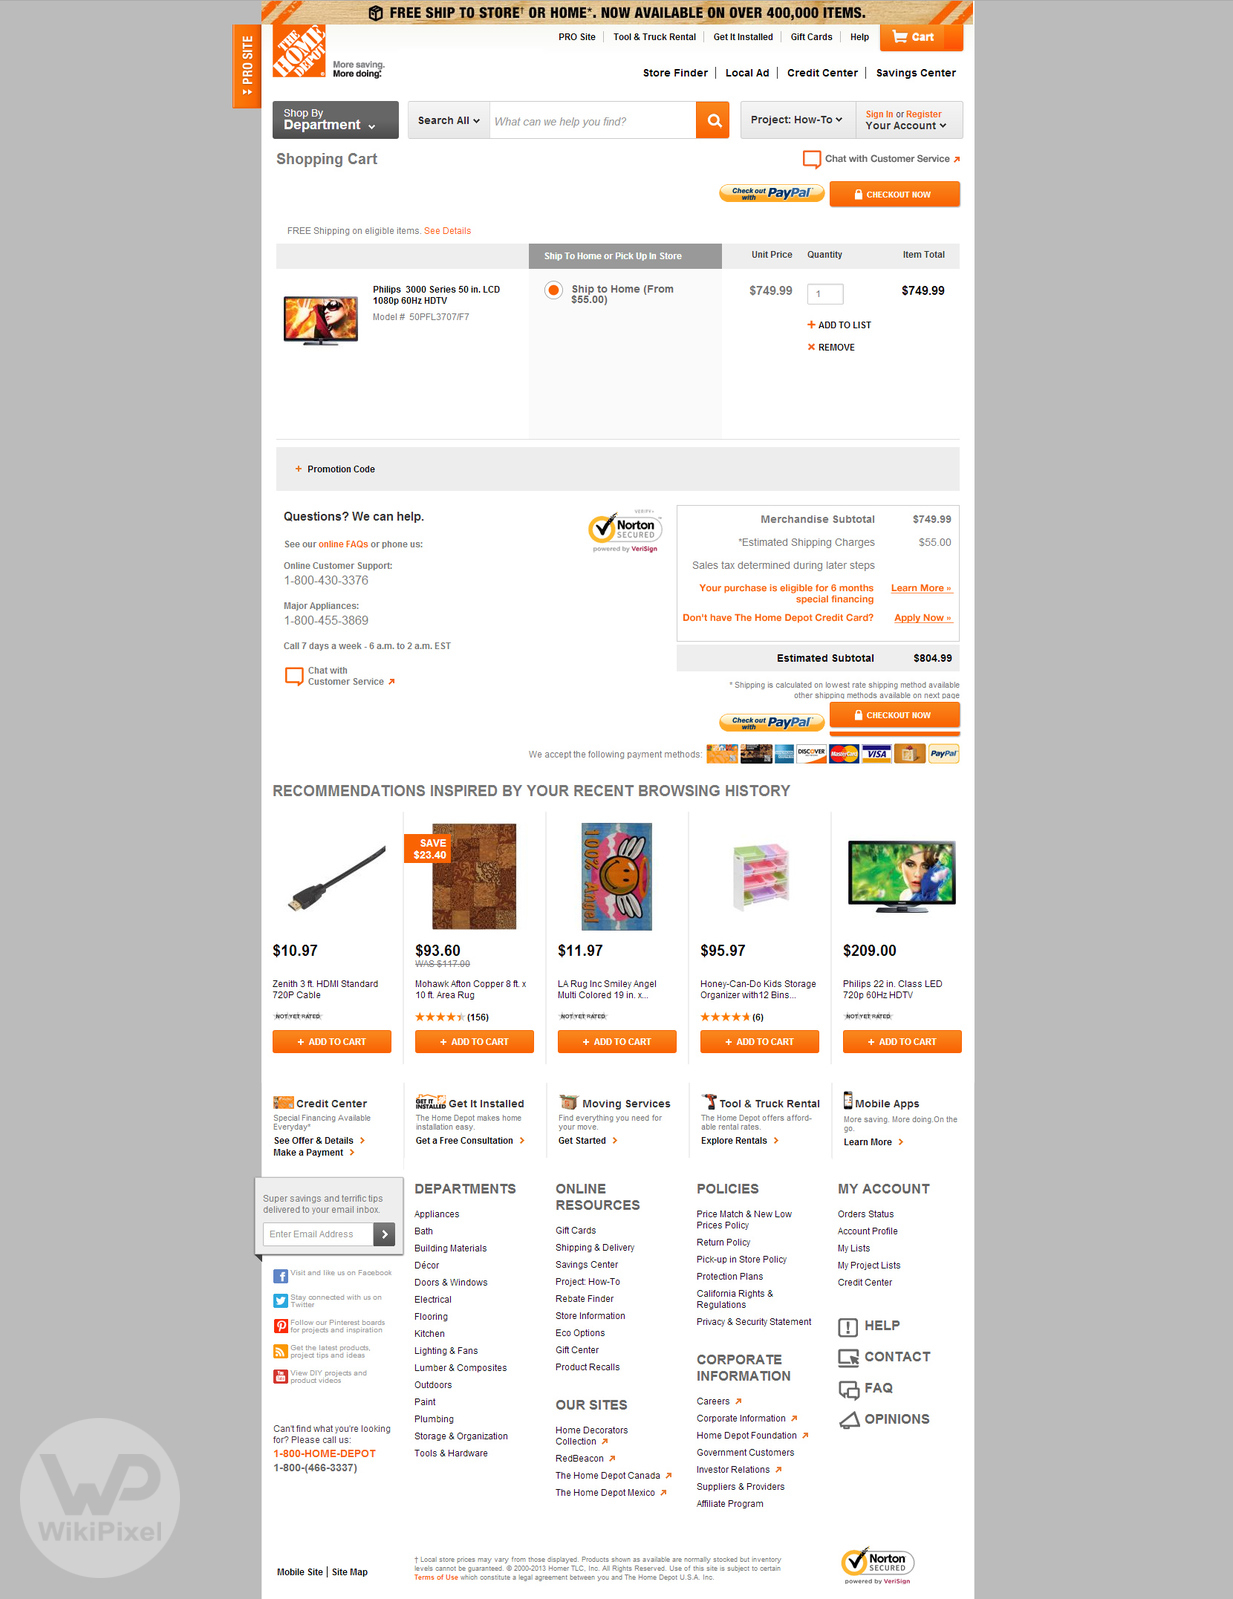 FREE SHIP TO STORE† OR HOME*. NOW AVAILABLE ON OVER 400,000 ITEMS.
PRO SITE
THE HOME DEPOT
More saving.
More doing.
PRO Site
Tool & Truck Rental
Get It Installed
Gift Cards
Help
Cart
Store Finder
Local Ad
Credit Center
Savings Center
Shop By
Department
Search All
What can we help you find?
Project: How-To
Sign In or Register
Your Account
Shopping Cart
Chat with Customer Service
Check out with PayPal
CHECKOUT NOW
FREE Shipping on eligible items. See Details
Ship To Home or Pick Up In Store
Unit Price
Quantity
Item Total
Philips 3000 Series 50 in. LCD
1080p 60Hz HDTV
Model # 50PFL3707/F7
Ship to Home (From
$55.00)
$749.99
1
$749.99
+ ADD TO LIST
× REMOVE
+ Promotion Code
Questions? We can help.
See our online FAQs or phone us:
Online Customer Support:
1-800-430-3376
Major Appliances:
1-800-455-3869
Call 7 days a week - 6 a.m. to 2 a.m. EST
Chat with
Customer Service
VERIFY
Norton
SECURED
powered by VeriSign
Merchandise Subtotal $749.99
*Estimated Shipping Charges $55.00
Sales tax determined during later steps
Your purchase is eligible for 6 months
special financing
Learn More »
Don't have The Home Depot Credit Card? Apply Now »
Estimated Subtotal $804.99
* Shipping is calculated on lowest rate shipping method available
other shipping methods available on next page
Check out with PayPal
CHECKOUT NOW
We accept the following payment methods:
DISCOVER
MasterCard
VISA
PayPal
RECOMMENDATIONS INSPIRED BY YOUR RECENT BROWSING HISTORY
$10.97
Zenith 3 ft. HDMI Standard
720P Cable
NOT YET RATED
+ ADD TO CART
SAVE
$23.40
$93.60
WAS $117.00
Mohawk Afton Copper 8 ft. x
10 ft. Area Rug
(156)
+ ADD TO CART
100% Angel
$11.97
LA Rug Inc Smiley Angel
Multi Colored 19 in. x...
NOT YET RATED
+ ADD TO CART
$95.97
Honey-Can-Do Kids Storage
Organizer with12 Bins...
(6)
+ ADD TO CART
$209.00
Philips 22 in. Class LED
720p 60Hz HDTV
NOT YET RATED
+ ADD TO CART
Credit Center
Special Financing Available
Everyday*
See Offer & Details
Make a Payment
GET IT
INSTALLED
Get It Installed
The Home Depot makes home
installation easy.
Get a Free Consultation
Moving Services
Find everything you need for
your move.
Get Started
Tool & Truck Rental
The Home Depot offers afford-
able rental rates.
Explore Rentals
Mobile Apps
More saving. More doing.On the
go.
Learn More
Super savings and terrific tips
delivered to your email inbox.
Enter Email Address
Visit and like us on Facebook
Stay connected with us on
Twitter
Follow our Pinterest boards
for projects and inspiration
Get the latest products,
project tips and ideas
View DIY projects and
product videos
Can't find what you're looking
for? Please call us:
1-800-HOME-DEPOT
1-800-(466-3337)
DEPARTMENTS
Appliances
Bath
Building Materials
Décor
Doors & Windows
Electrical
Flooring
Kitchen
Lighting & Fans
Lumber & Composites
Outdoors
Paint
Plumbing
Storage & Organization
Tools & Hardware
ONLINE
RESOURCES
Gift Cards
Shipping & Delivery
Savings Center
Project: How-To
Rebate Finder
Store Information
Eco Options
Gift Center
Product Recalls
OUR SITES
Home Decorators
Collection
RedBeacon
The Home Depot Canada
The Home Depot Mexico
POLICIES
Price Match & New Low
Prices Policy
Return Policy
Pick-up in Store Policy
Protection Plans
California Rights &
Regulations
Privacy & Security Statement
CORPORATE
INFORMATION
Careers
Corporate Information
Home Depot Foundation
Government Customers
Investor Relations
Suppliers & Providers
Affiliate Program
MY ACCOUNT
Orders Status
Account Profile
My Lists
My Project Lists
Credit Center
HELP
CONTACT
FAQ
OPINIONS
WikiPixel
Mobile Site | Site Map
† Local store prices may vary from those displayed. Products shown as available are normally stocked but inventory
levels cannot be guaranteed. © 2000-2013 Homer TLC, Inc. All Rights Reserved. Use of this site is subject to certain
Terms of Use which constitute a legal agreement between you and The Home Depot U.S.A. Inc.
Norton
SECURED
powered by VeriSign